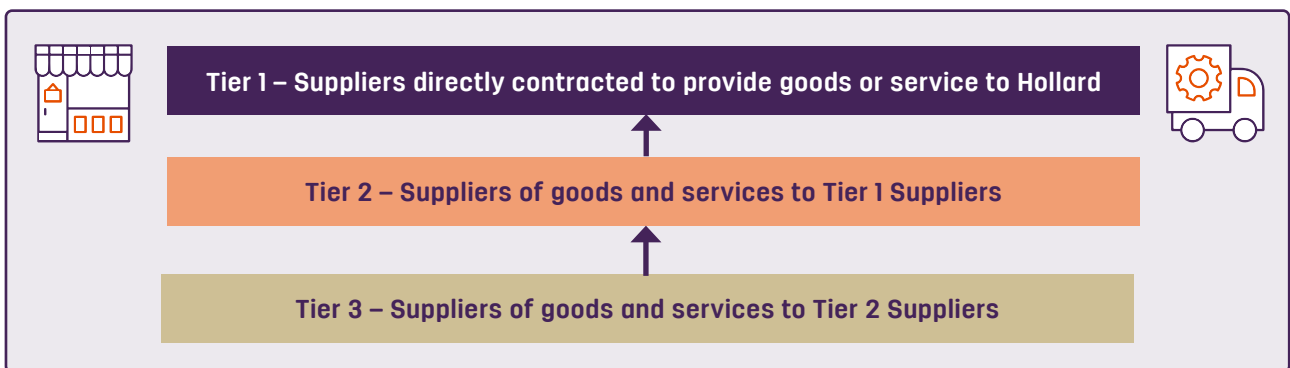 Tier 1 – Suppliers directly contracted to provide goods or service to Hollard
Tier 2 – Suppliers of goods and services to Tier 1 Suppliers
Tier 3 – Suppliers of goods and services to Tier 2 Suppliers